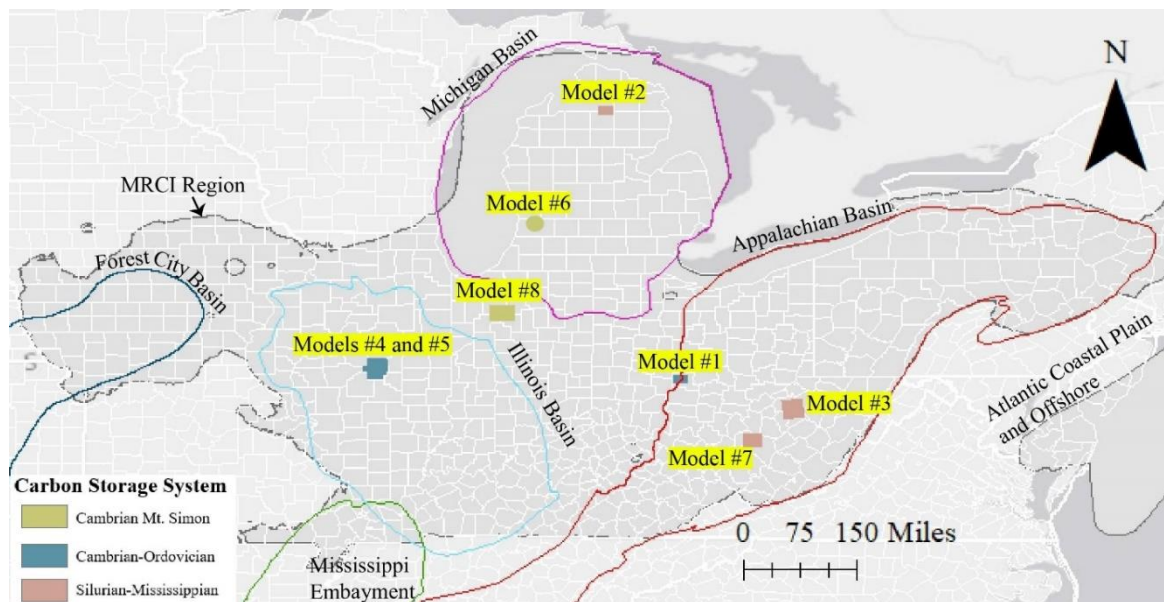 N
Michigan Basin
Model #2
MRCI Region
Model #6
Appalachian Basin
Forest City Basin
Model #8
Models #4 and #5
Illinois Basin
Model #1
Atlantic Coastal Plain
and Offshore
Model #3
Model #7
Carbon Storage System
Cambrian Mt. Simon
Cambrian-Ordovician
Silurian-Mississippian
Mississippi
Embayment
0 75 150 Miles